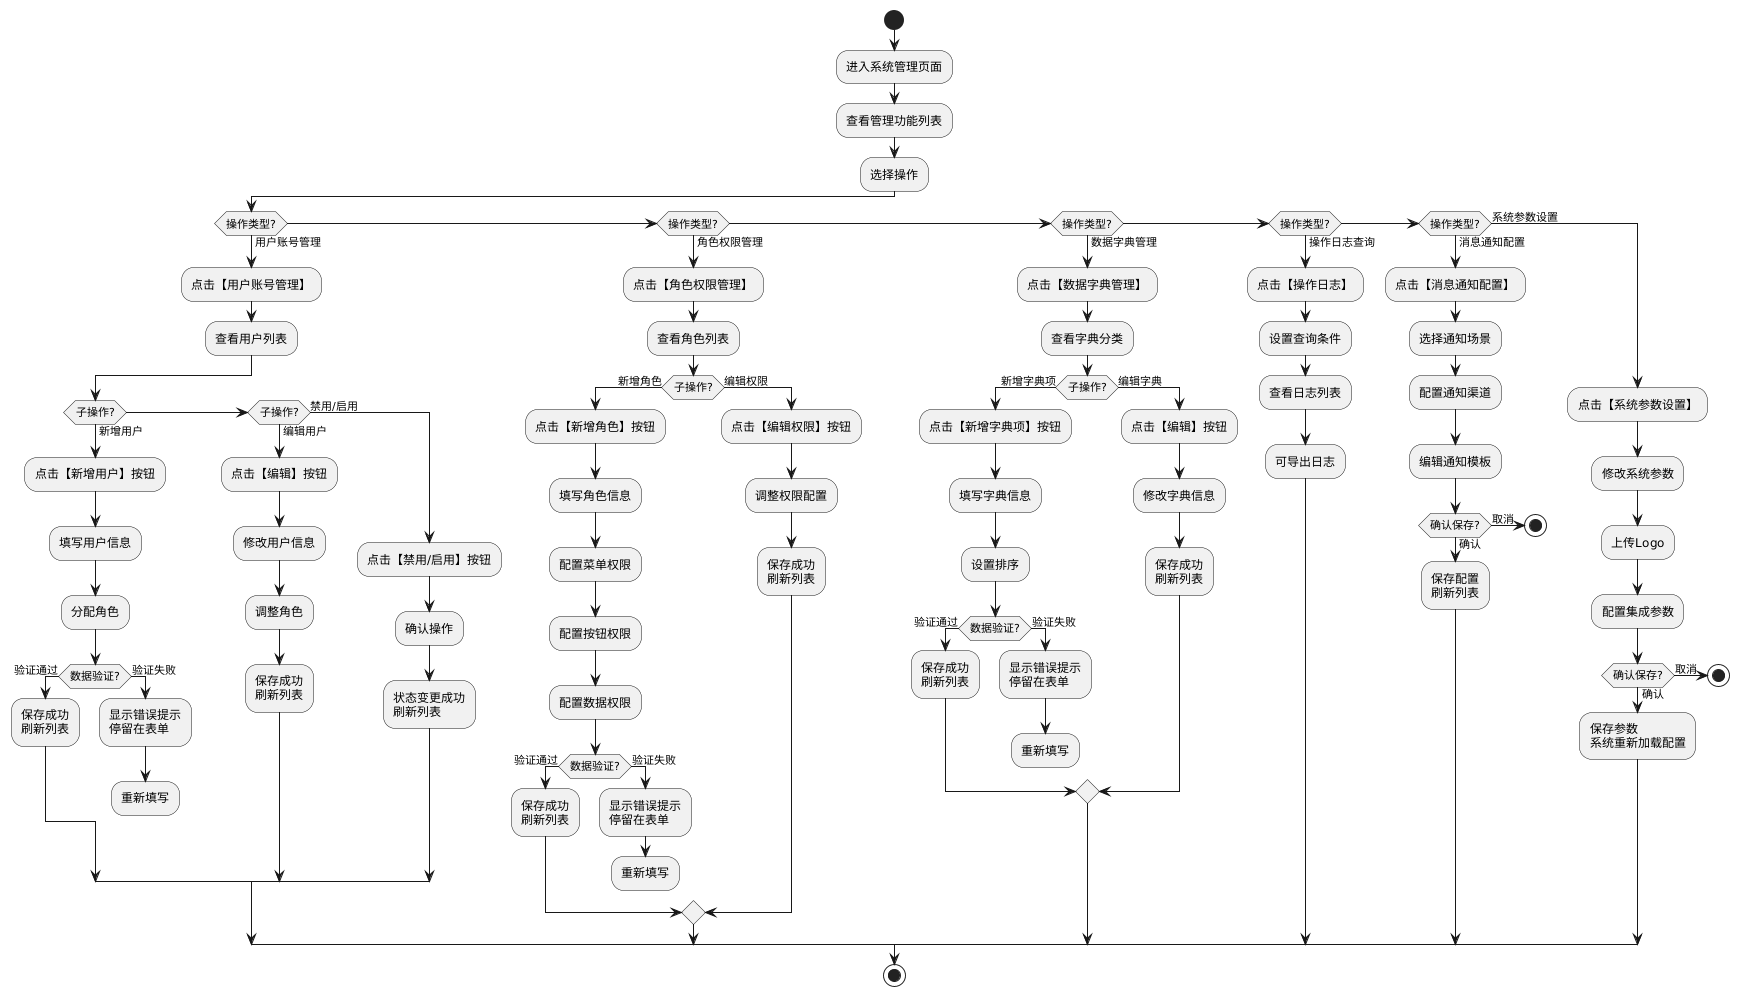 进入系统管理页面
查看管理功能列表
选择操作
操作类型?
用户账号管理
点击【用户账号管理】
查看用户列表
子操作?
新增用户
点击【新增用户】按钮
填写用户信息
分配角色
数据验证?
验证通过
保存成功
刷新列表
验证失败
显示错误提示
停留在表单
重新填写
子操作?
编辑用户
点击【编辑】按钮
修改用户信息
调整角色
保存成功
刷新列表
禁用/启用
点击【禁用/启用】按钮
确认操作
状态变更成功
刷新列表
操作类型?
角色权限管理
点击【角色权限管理】
查看角色列表
子操作?
新增角色
点击【新增角色】按钮
填写角色信息
配置菜单权限
配置按钮权限
配置数据权限
数据验证?
验证通过
保存成功
刷新列表
验证失败
显示错误提示
停留在表单
重新填写
编辑权限
点击【编辑权限】按钮
调整权限配置
保存成功
刷新列表
操作类型?
数据字典管理
点击【数据字典管理】
查看字典分类
子操作?
新增字典项
点击【新增字典项】按钮
填写字典信息
设置排序
数据验证?
验证通过
保存成功
刷新列表
验证失败
显示错误提示
停留在表单
重新填写
编辑字典
点击【编辑】按钮
修改字典信息
保存成功
刷新列表
操作类型?
操作日志查询
点击【操作日志】
设置查询条件
查看日志列表
可导出日志
操作类型?
消息通知配置
点击【消息通知配置】
选择通知场景
配置通知渠道
编辑通知模板
确认保存?
取消
确认
保存配置
刷新列表
系统参数设置
点击【系统参数设置】
修改系统参数
上传Logo
配置集成参数
确认保存?
取消
确认
保存参数
系统重新加载配置